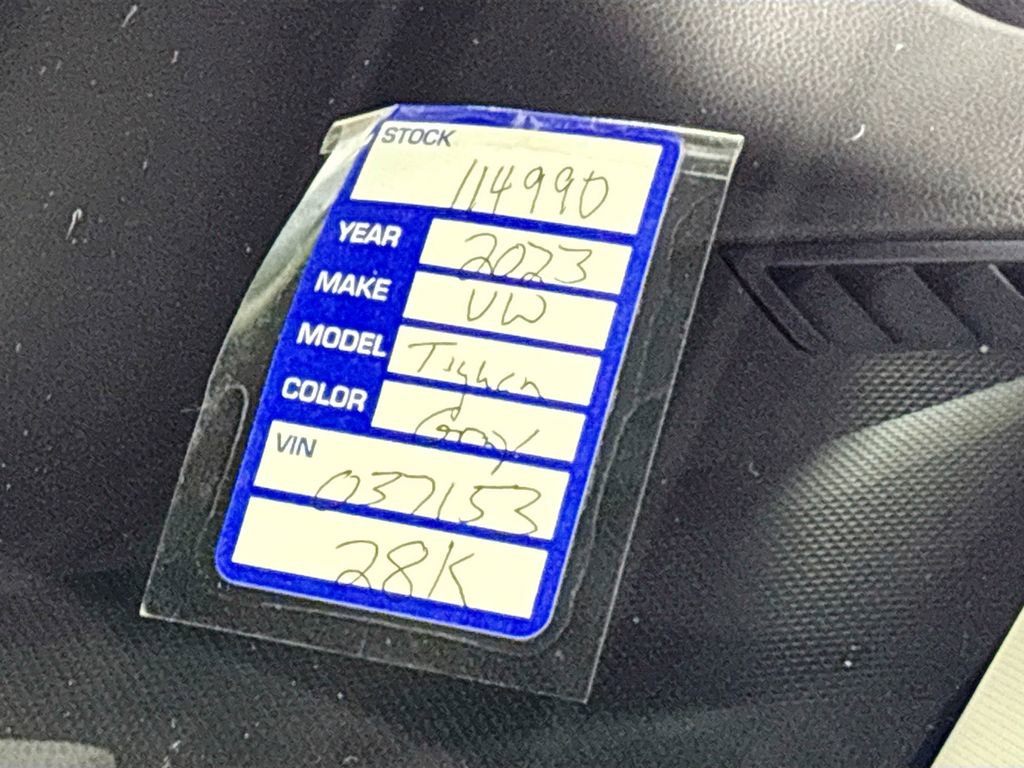 STOCK
114990
YEAR 2023
MAKE VW
MODEL Tiguan
COLOR Gray
VIN
037153
28K